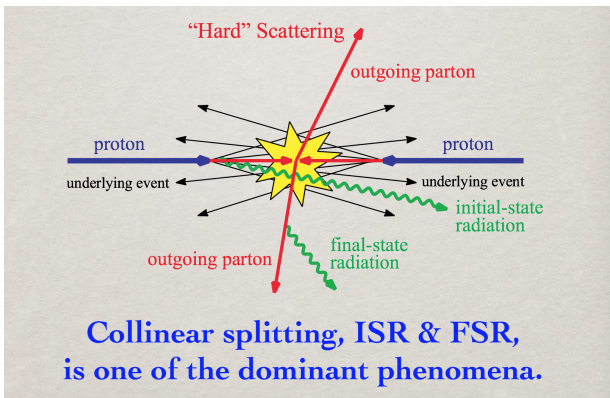 “Hard” Scattering
outgoing parton
proton
proton
underlying event
underlying event
initial-state
radiation
outgoing parton
final-state
radiation
Collinear splitting, ISR & FSR,
is one of the dominant phenomena.